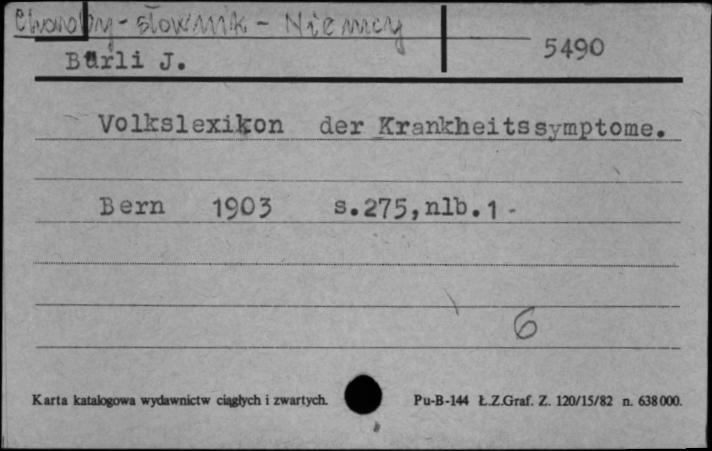 Choroby - słownik - Niemcy
5490
Bürli J.
Volkslexikon der Krankheitssymptome.
Bern 1903 s.275,nlb.1 -
6
Karta katalogowa wydawnictw ciągłych i zwartych.
Pu-B-144 Ł.Z.Graf. Z. 120/15/82 n. 638000.